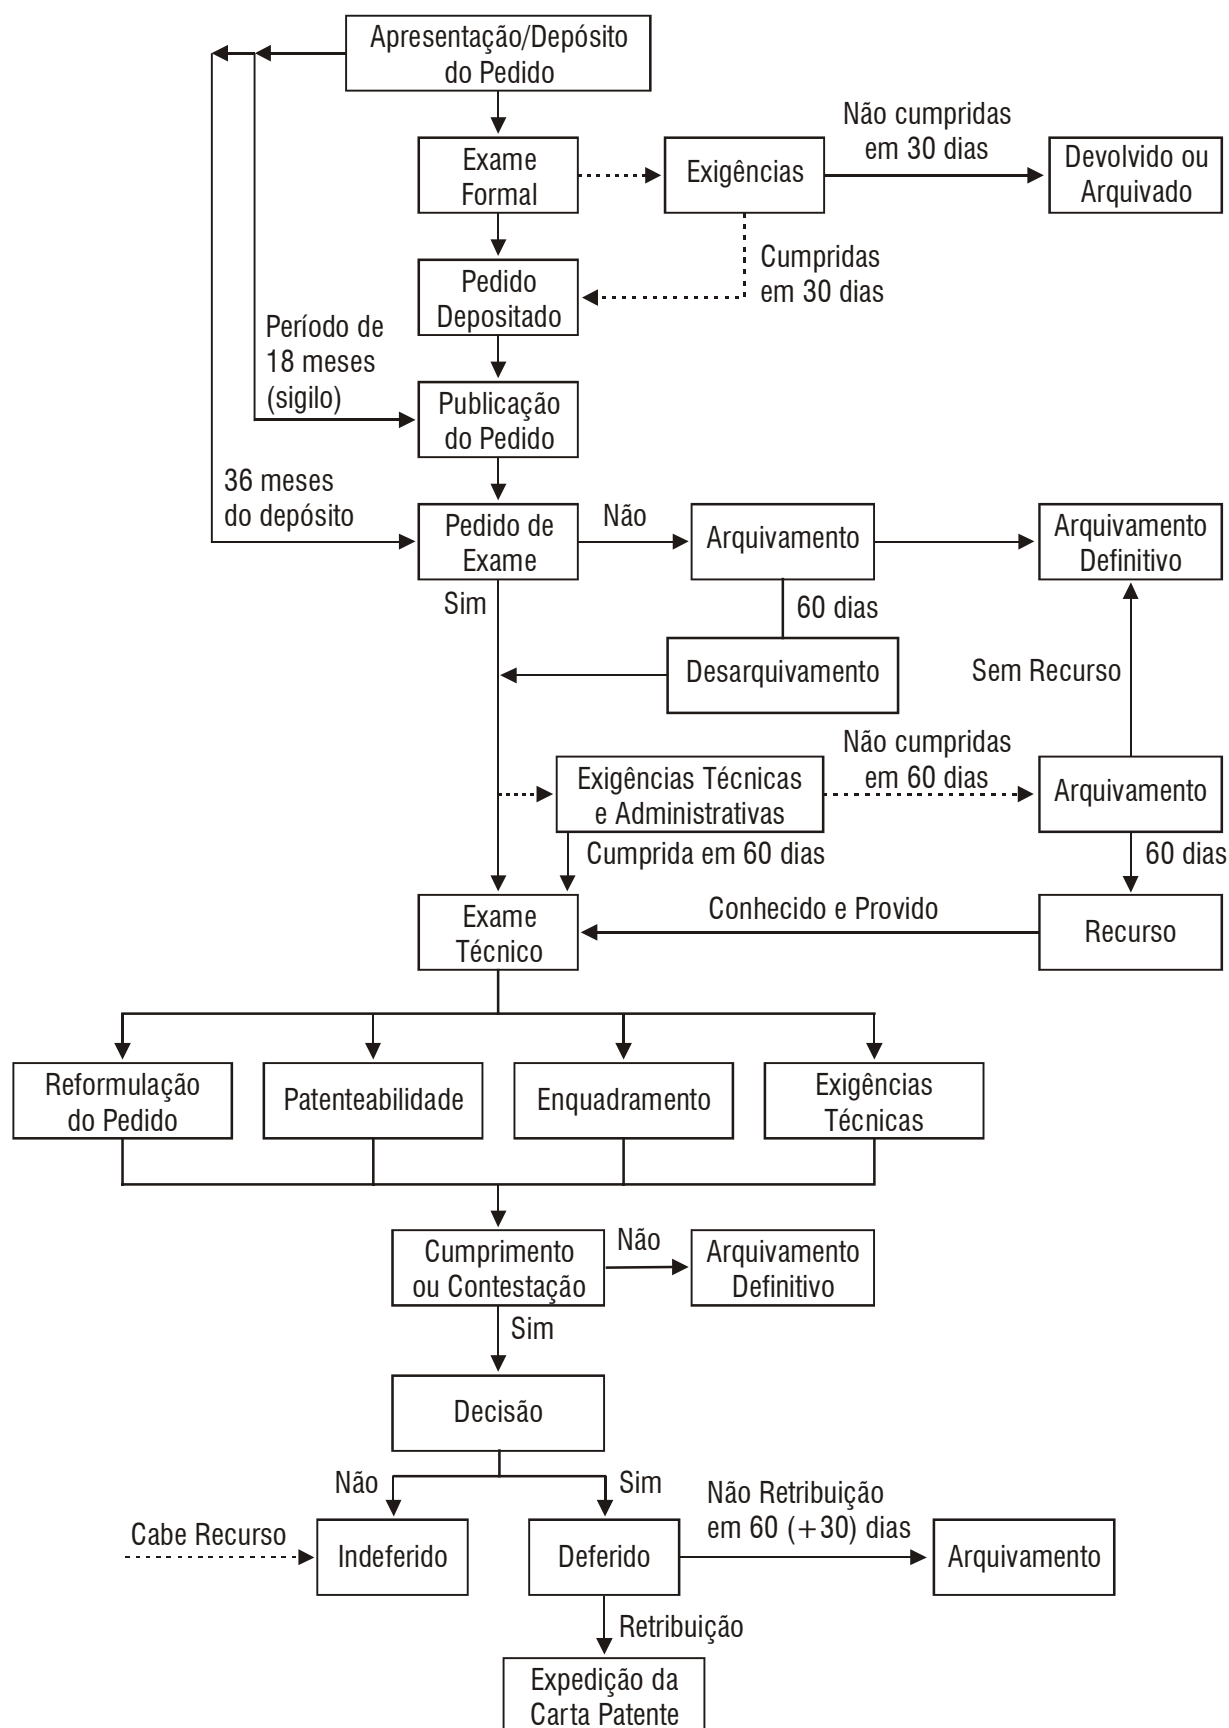 Apresentação/Depósito
do Pedido
Exame
Formal
Exigências
Não cumpridas
em 30 dias
Devolvido ou
Arquivado
Cumpridas
em 30 dias
Pedido
Depositado
Período de
18 meses
(sigilo)
Publicação
do Pedido
36 meses
do depósito
Pedido de
Exame
Não
Arquivamento
Arquivamento
Definitivo
Sim
60 dias
Desarquivamento
Sem Recurso
Exigências Técnicas
e Administrativas
Não cumpridas
em 60 dias
Arquivamento
Cumprida em 60 dias
60 dias
Exame
Técnico
Conhecido e Provido
Recurso
Reformulação
do Pedido
Patenteabilidade
Enquadramento
Exigências
Técnicas
Cumprimento
ou Contestação
Não
Arquivamento
Definitivo
Sim
Decisão
Não
Sim
Cabe Recurso
Indeferido
Deferido
Não Retribuição
em 60 (+30) dias
Arquivamento
Retribuição
Expedição da
Carta Patente